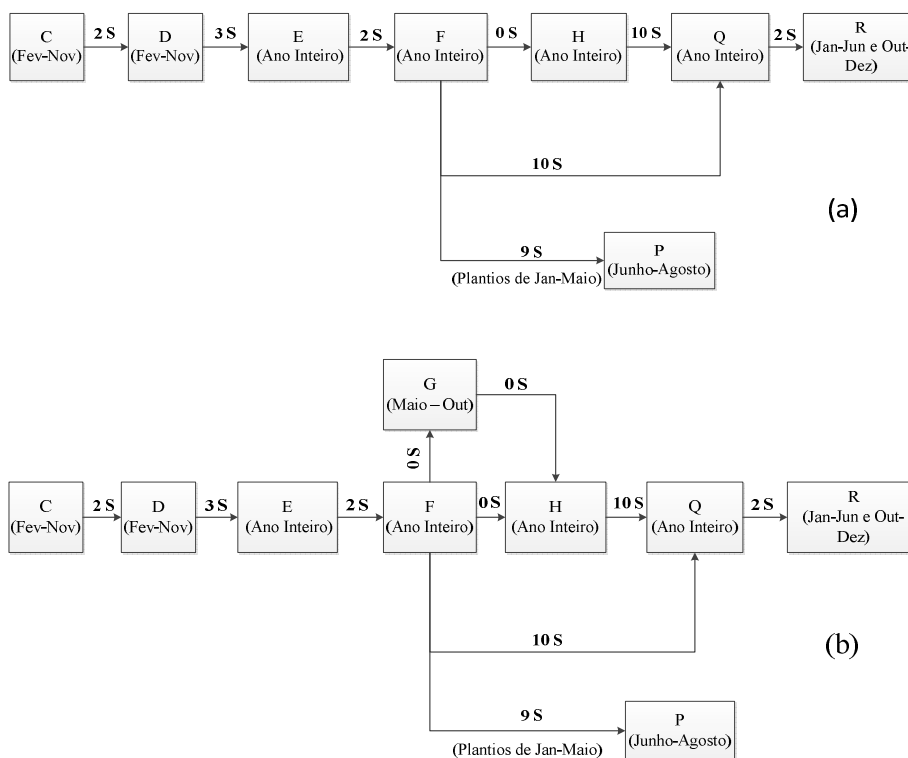 C
(Fev-Nov)
2 S
D
(Fev-Nov)
3 S
E
(Ano Inteiro)
2 S
F
(Ano Inteiro)
0 S
H
(Ano Inteiro)
10 S
Q
(Ano Inteiro)
2 S
R
(Jan-Jun e Out-
Dez)
10 S
(a)
9 S
(Plantios de Jan-Maio)
P
(Junho-Agosto)
G
(Maio – Out)
0 S
0 S
C
(Fev-Nov)
2 S
D
(Fev-Nov)
3 S
E
(Ano Inteiro)
2 S
F
(Ano Inteiro)
0 S
H
(Ano Inteiro)
10 S
Q
(Ano Inteiro)
2 S
R
(Jan-Jun e Out-
Dez)
10 S
(b)
9 S
(Plantios de Jan-Maio)
P
(Junho-Agosto)